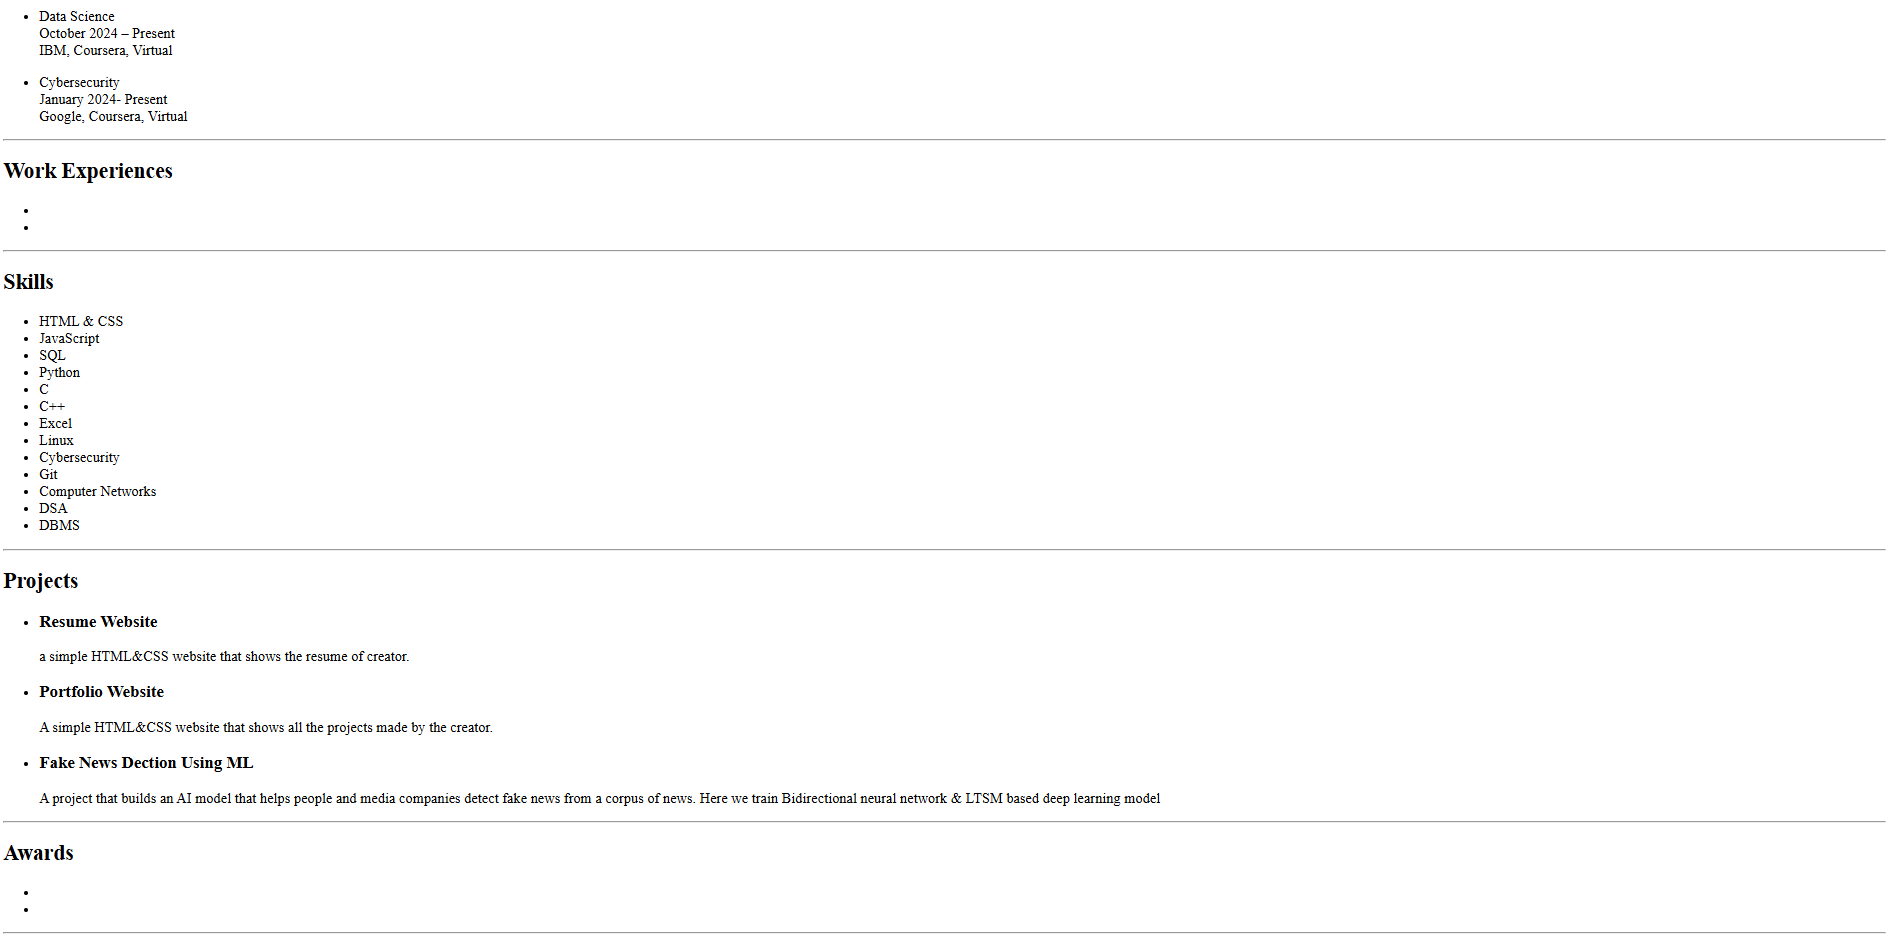 Data Science
October 2024 – Present
IBM, Coursera, Virtual
Cybersecurity
January 2024- Present
Google, Coursera, Virtual
Work Experiences
Skills
HTML & CSS
JavaScript
SQL
Python
C
C++
Excel
Linux
Cybersecurity
Git
Computer Networks
DSA
DBMS
Projects
Resume Website
a simple HTML&CSS website that shows the resume of creator.
Portfolio Website
A simple HTML&CSS website that shows all the projects made by the creator.
Fake News Dection Using ML
A project that builds an AI model that helps people and media companies detect fake news from a corpus of news. Here we train Bidirectional neural network & LTSM based deep learning model
Awards